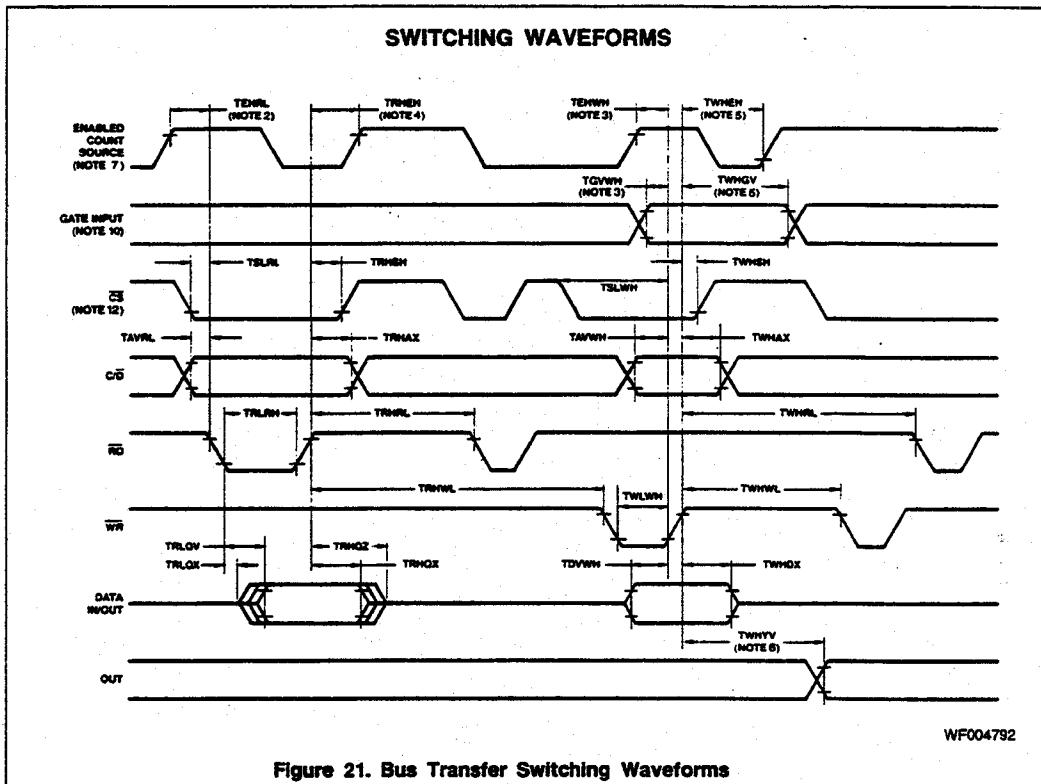 SWITCHING WAVEFORMS
TEHRL
(NOTE 2)
TRHEH
(NOTE 4)
TEHWH
(NOTE 3)
TWHEH
(NOTE 5)
ENABLED
COUNT
SOURCE
(NOTE 7)
TGVWH
(NOTE 3)
TWHGV
(NOTE 5)
GATE INPUT
(NOTE 10)
TSLRL
TRHSH
TWHSH
TSLWH
CS
(NOTE 12)
TAVRL
TRHAX
TAVWH
TWHAX
C/D
TRLRH
TRHRL
TWHRL
RD
TRHWL
TWLWH
TWHWL
WR
TRLQV
TRHQZ
TRLQX
TRHQX
TDVWH
TWHDX
DATA
IN/OUT
TWHYV
(NOTE 6)
OUT
WF004792
Figure 21. Bus Transfer Switching Waveforms